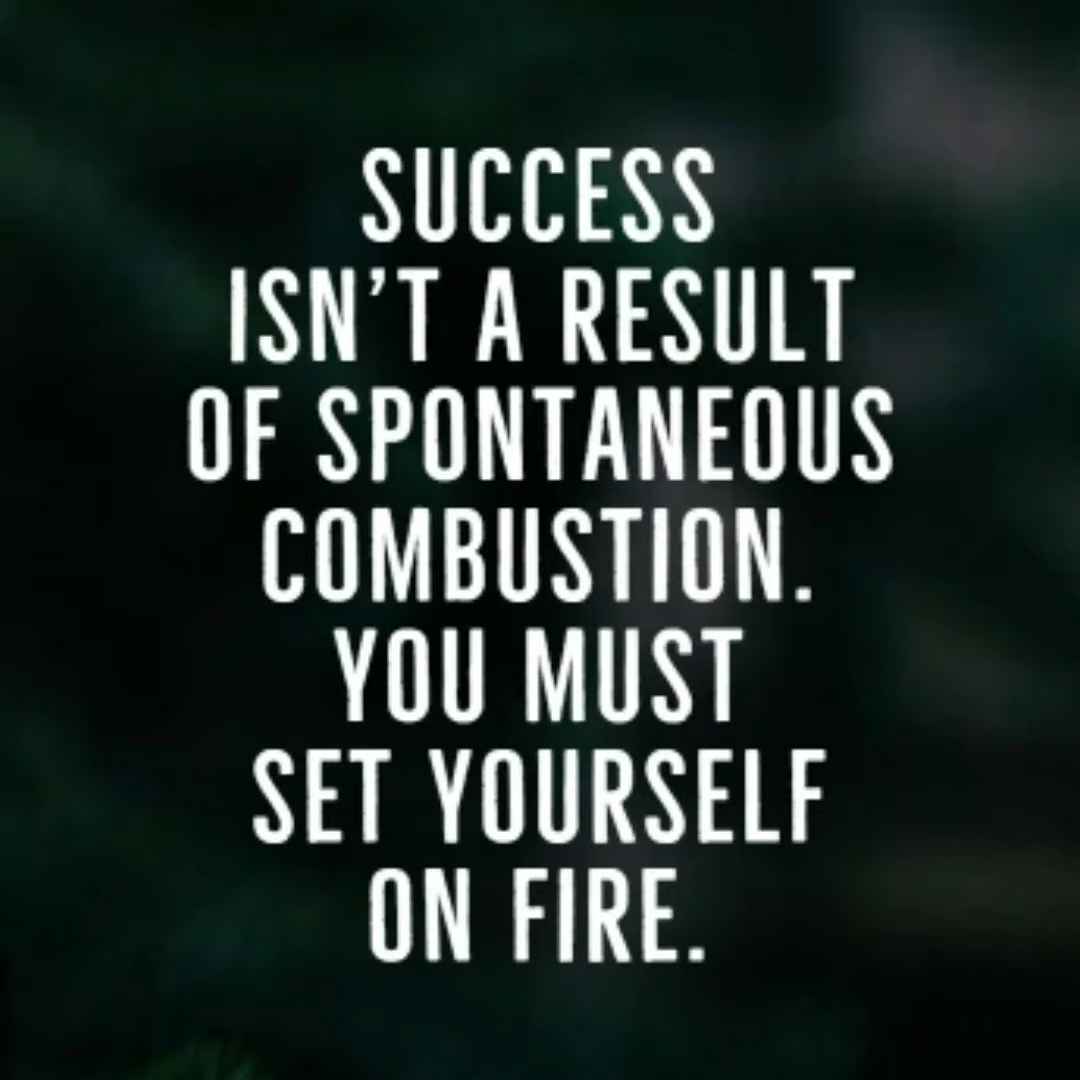 SUCCESS
ISN’T A RESULT
OF SPONTANEOUS
COMBUSTION.
YOU MUST
SET YOURSELF
ON FIRE.